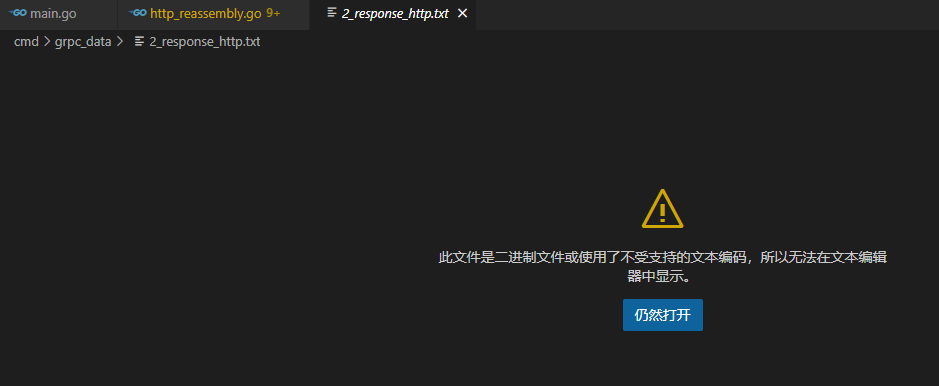 GO main.go GO http_reassembly.go 9+ 2_response_http.txt
cmd > grpc_data > 2_response_http.txt
此文件是二进制文件或使用了不受支持的文本编码，所以无法在文本编辑
器中显示。
仍然打开